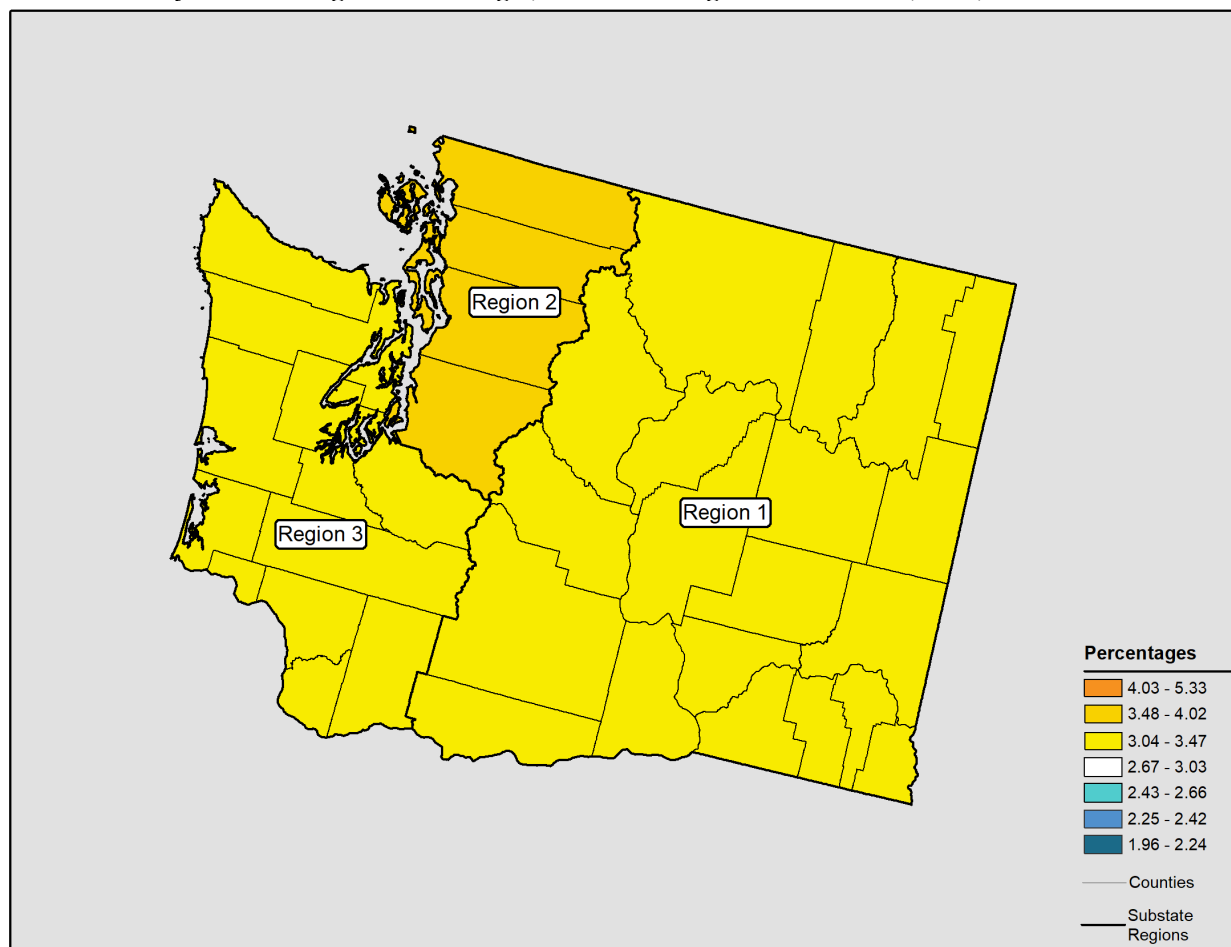 Region 2
Region 1
Region 3
Percentages
4.03 - 5.33
3.48 - 4.02
3.04 - 3.47
2.67 - 3.03
2.43 - 2.66
2.25 - 2.42
1.96 - 2.24
Counties
Substate
Regions